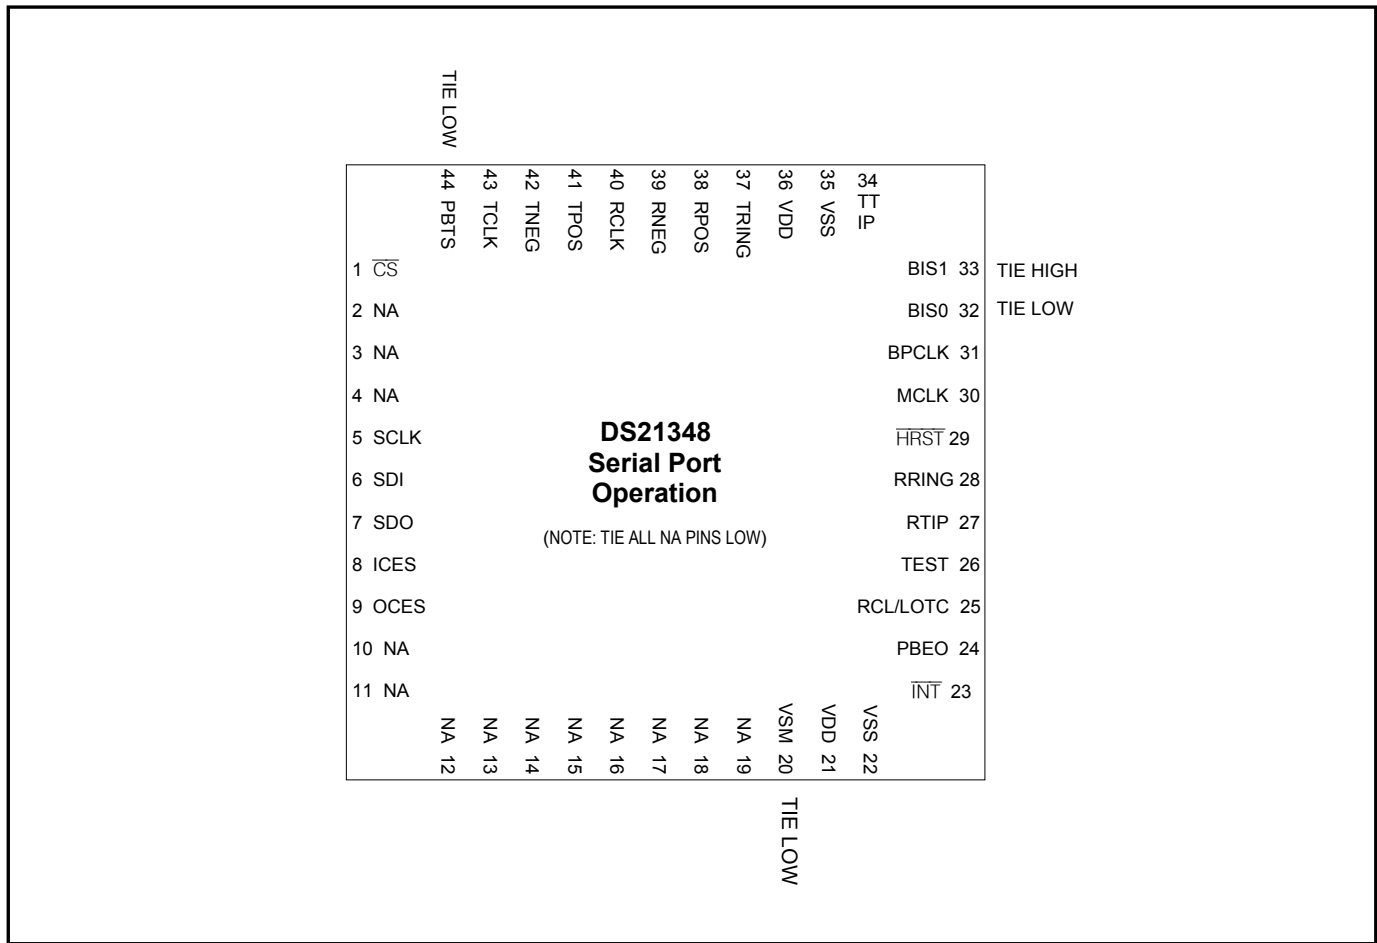 TIE LOW
44 PBTS
43 TCLK
42 TNEG
41 TPOS
40 RCLK
39 RNEG
38 RPOS
37 TRING
36 VDD
35 VSS
34
TT
IP
1 CS
2 NA
3 NA
4 NA
5 SCLK
6 SDI
7 SDO
8 ICES
9 OCES
10 NA
11 NA
BIS1 33 TIE HIGH
BIS0 32 TIE LOW
BPCLK 31
MCLK 30
HRST 29
RRING 28
RTIP 27
TEST 26
RCL/LOTC 25
PBEO 24
INT 23
DS21348
Serial Port
Operation
(NOTE: TIE ALL NA PINS LOW)
NA 12
NA 13
NA 14
NA 15
NA 16
NA 17
NA 18
NA 19
VSM 20
VDD 21
VSS 22
TIE LOW